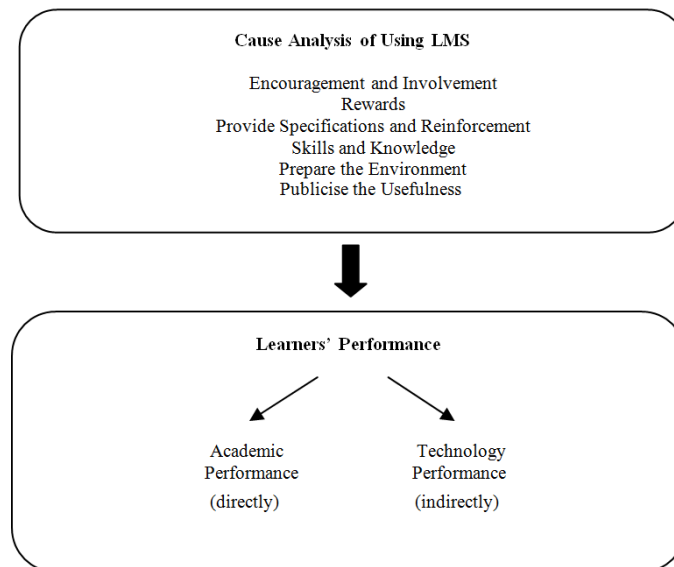 Cause Analysis of Using LMS
Encouragement and Involvement
Rewards
Provide Specifications and Reinforcement
Skills and Knowledge
Prepare the Environment
Publicise the Usefulness
Learners’ Performance
Academic
Performance
(directly)
Technology
Performance
(indirectly)